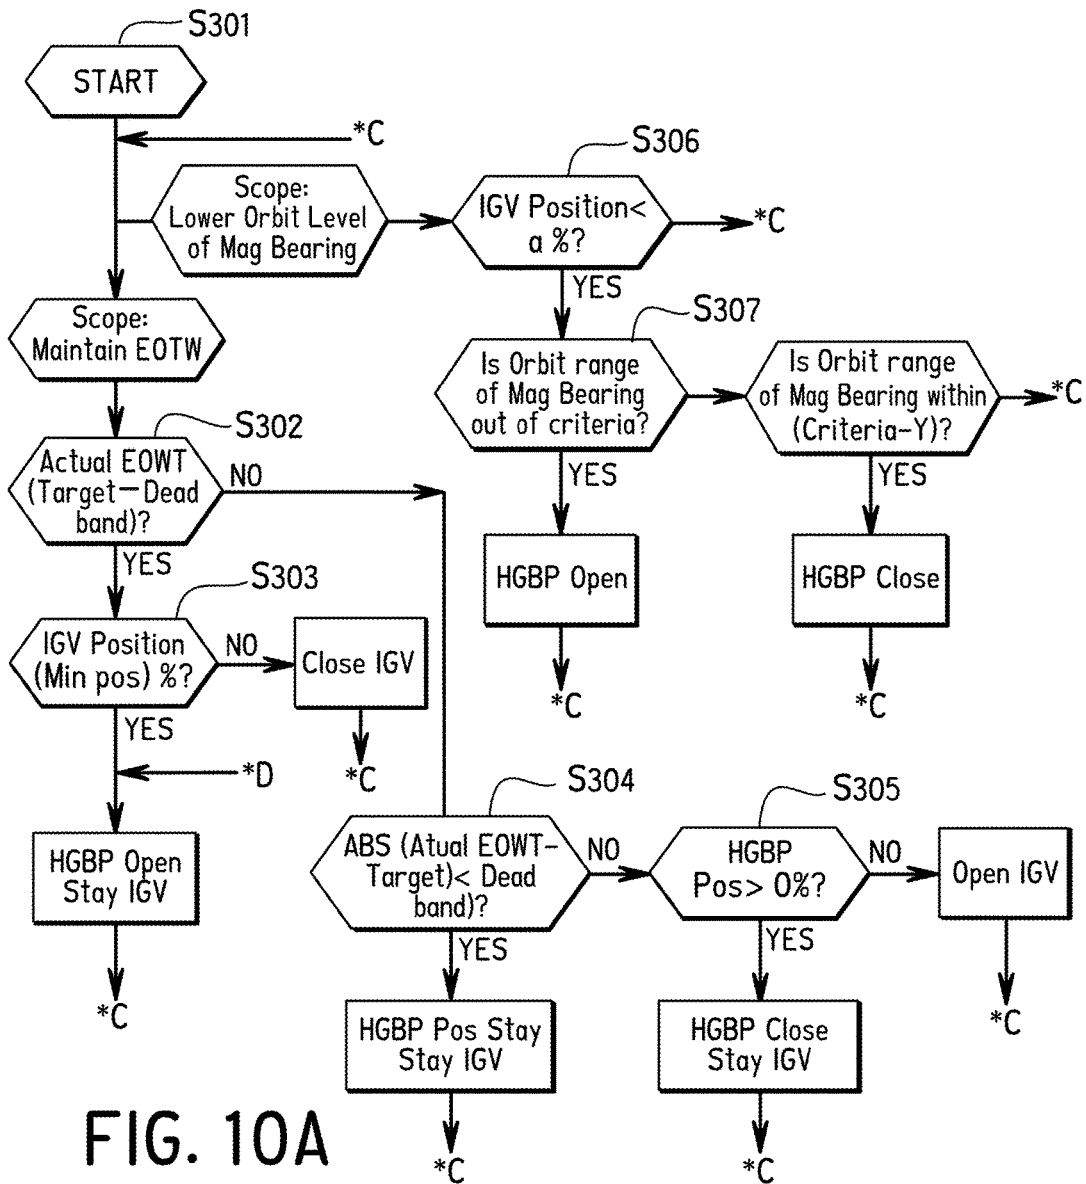 S301
START
*C
S306
Scope:
Lower Orbit Level
of Mag Bearing
IGV Position<
a %?
*C
YES
Scope:
Maintain EOTW
S307
Is Orbit range
of Mag Bearing
out of criteria?
Is Orbit range
of Mag Bearing within
(Criteria-Y)?
*C
S302
Actual EOWT
(Target-Dead
band)?
NO
YES
YES
YES
HGBP Open
HGBP Close
S303
IGV Position
(Min pos) %?
NO
Close IGV
*C
*C
YES
*D
*C
S304
S305
HGBP Open
Stay IGV
ABS (Atual EOWT-
Target)< Dead
band)?
NO
HGBP
Pos> 0%?
NO
Open IGV
YES
YES
*C
HGBP Pos Stay
Stay IGV
HGBP Close
Stay IGV
*C
FIG. 10A
*C
*C